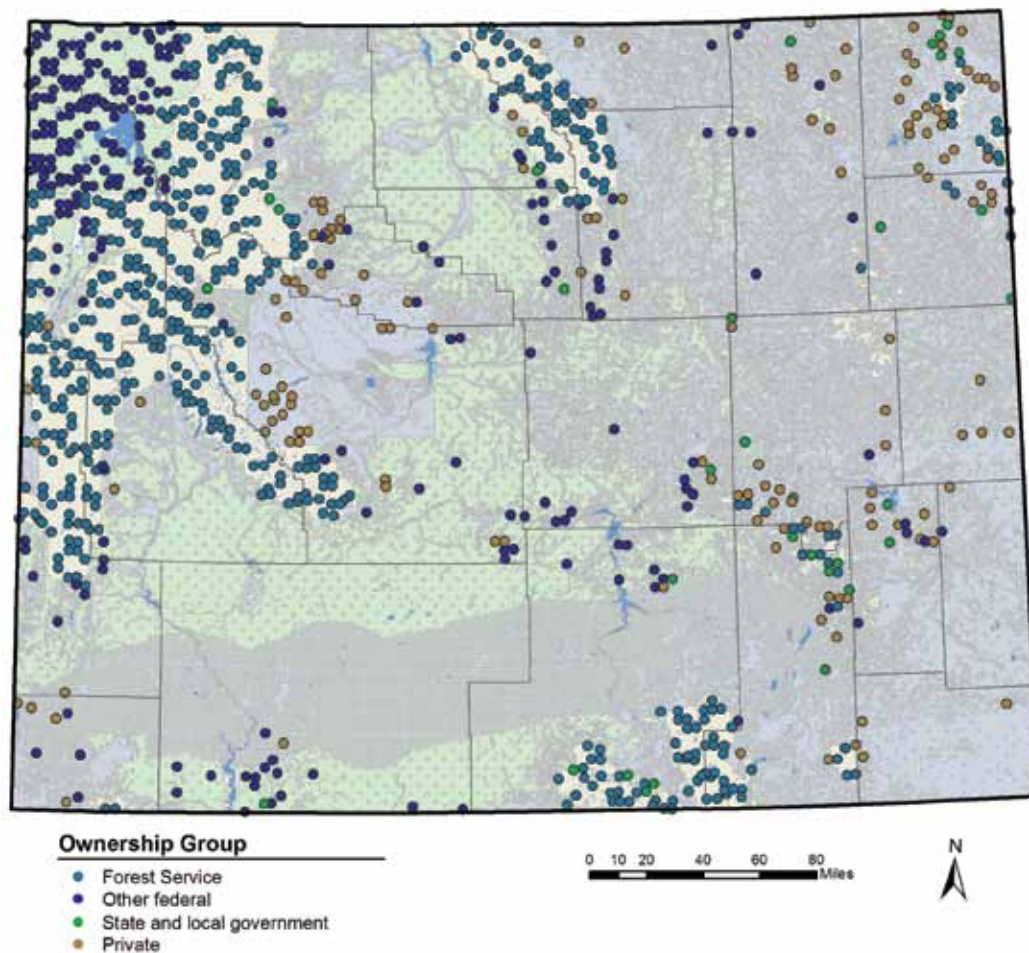 Ownership Group
Forest Service
Other federal
State and local government
Private
0 10 20 40 60 80
Miles
N